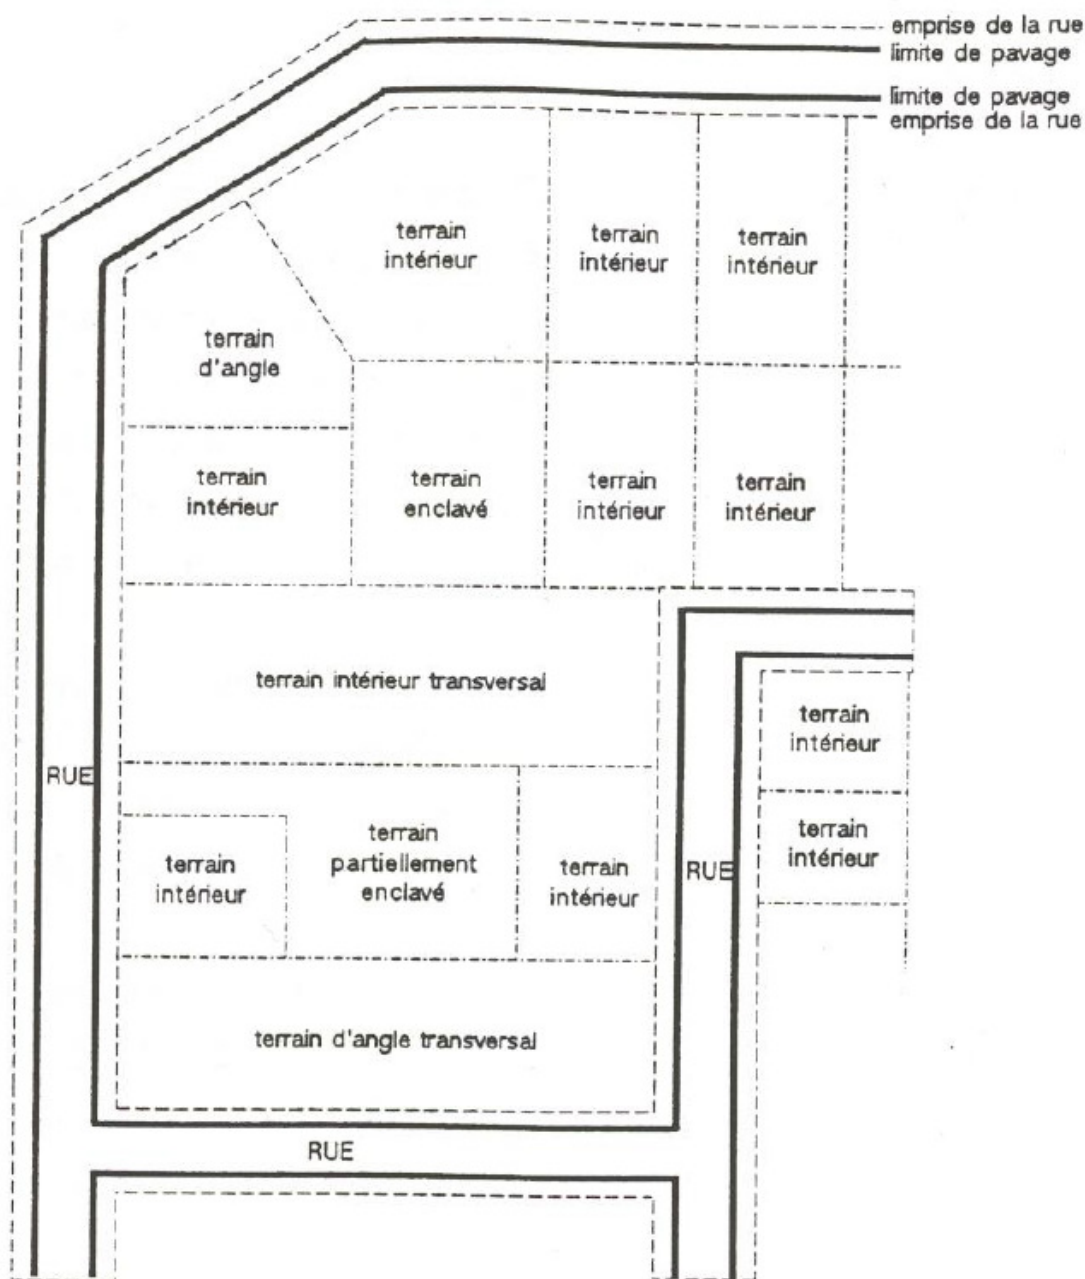 emprise de la rue
limite de pavage
limite de pavage
emprise de la rue
terrain
intérieur
terrain
intérieur
terrain
intérieur
terrain
d'angle
terrain
intérieur
terrain
enclavé
terrain
intérieur
terrain
intérieur
terrain intérieur transversal
terrain
intérieur
RUE
terrain
intérieur
terrain
partiellement
enclavé
terrain
intérieur
RUE
terrain
intérieur
terrain d'angle transversal
RUE